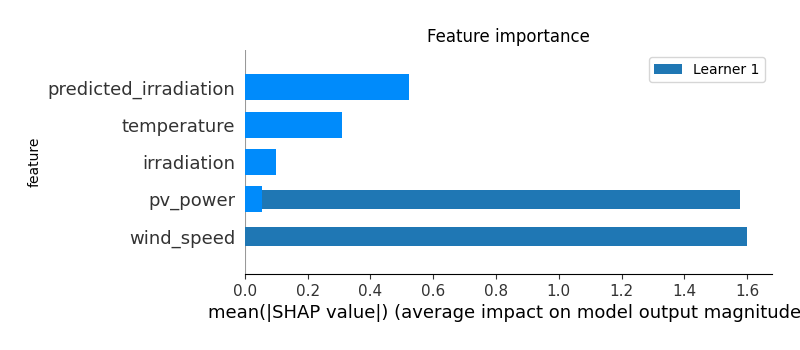 Feature importance
Learner 1
feature
predicted_irradiation
temperature
irradiation
pv_power
wind_speed
0.0 0.2 0.4 0.6 0.8 1.0 1.2 1.4 1.6
mean(|SHAP value|) (average impact on model output magnitude